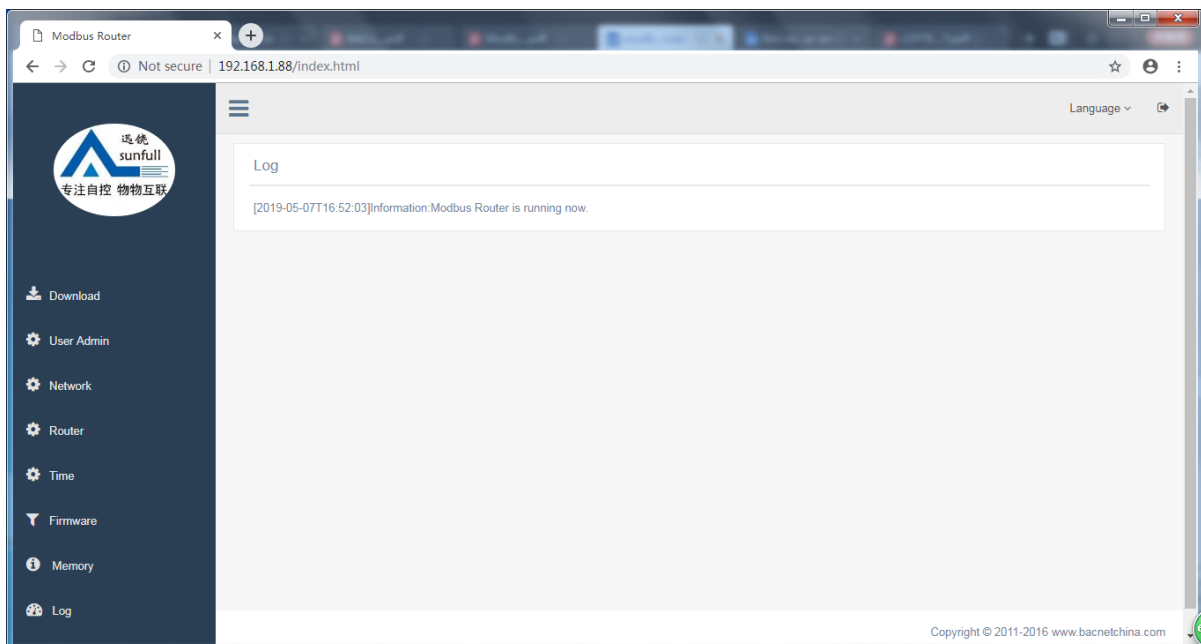 Modbus Router
Not secure | 192.168.1.88/index.html
迅饶
sunfull
专注自控 物物互联
Language
Log
[2019-05-07T16:52:03]Information:Modbus Router is running now.
Download
User Admin
Network
Router
Time
Firmware
Memory
Log
Copyright © 2011-2016 www.bacnetchina.com